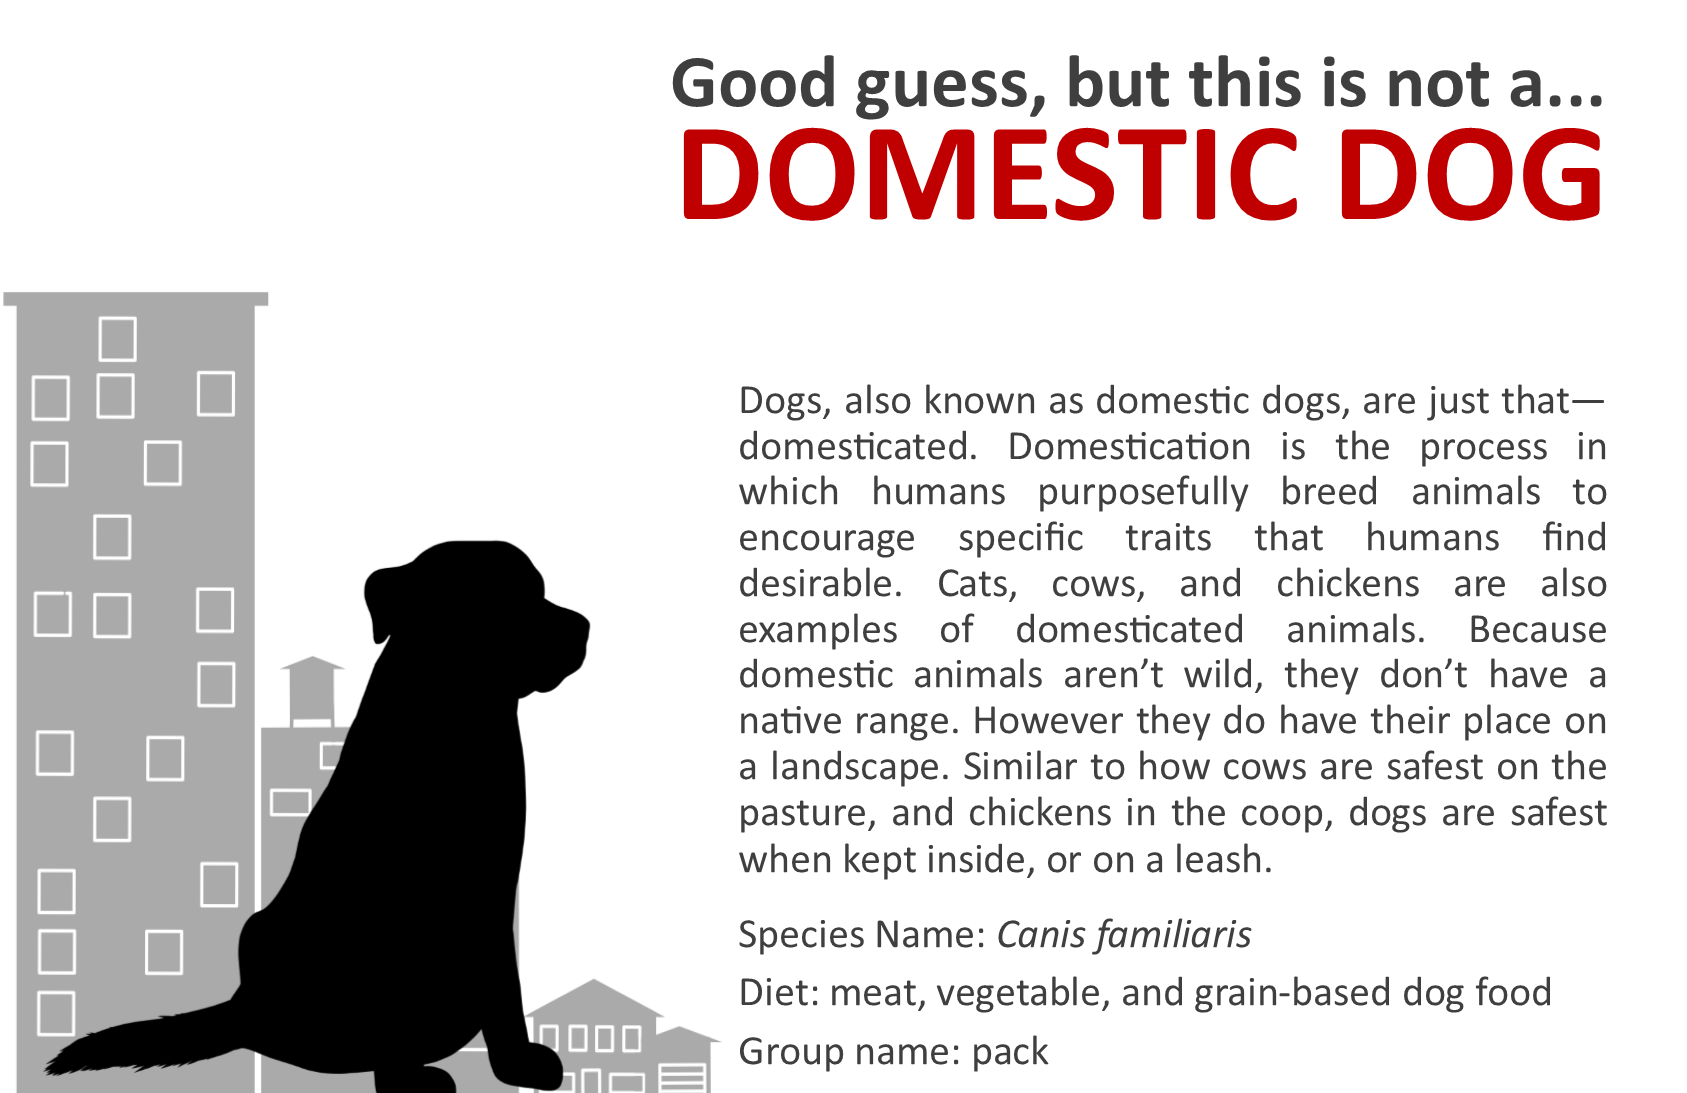 Good guess, but this is not a...
DOMESTIC DOG
Dogs, also known as domestic dogs, are just that—
domesticated. Domestication is the process in
which humans purposefully breed animals to
encourage specific traits that humans find
desirable. Cats, cows, and chickens are also
examples of domesticated animals. Because
domestic animals aren’t wild, they don’t have a
native range. However they do have their place on
a landscape. Similar to how cows are safest on the
pasture, and chickens in the coop, dogs are safest
when kept inside, or on a leash.
Species Name: Canis familiaris
Diet: meat, vegetable, and grain-based dog food
Group name: pack